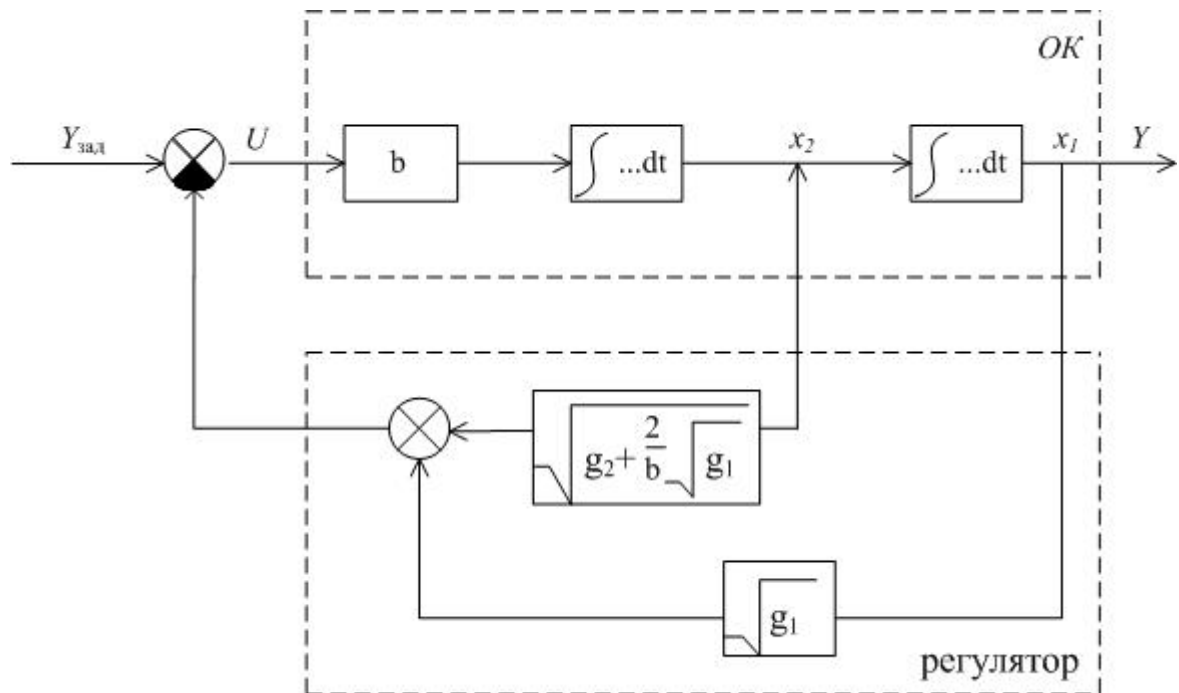 ОК
Yзад
U
b
∫ ...dt
x2
∫ ...dt
x1
Y
√g2+2/b√g1
√g1
регулятор